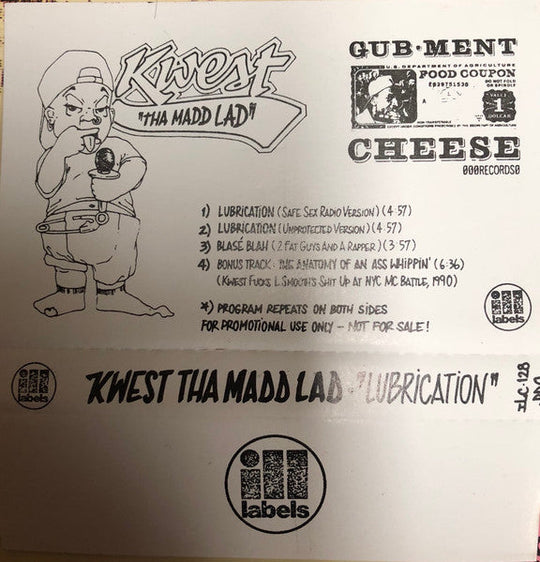 Kwest
"THA MADD LAD"
GUB·MENT
U.S. DEPARTMENT OF AGRICULTURE
FOOD COUPON
DO NOT FOLD
OR SPINDLE
A
VALUE
1
DOLLAR
NON-TRANSFERABLE
CHEESE
000RECORDS0
1) LUBRICATION (SAFE SEX RADIO VERSION) (4:57)
2) LUBRICATION (UNPROTECTED VERSION) (4:57)
3) BLASÉ BLAH (2 FAT GUYS AND A RAPPER) (3:57)
4) BONUS TRACK: THE ANATOMY OF AN ASS WHIPPIN' (6:36)
(KWEST FUCKS L SMOOTH'S SHIT UP AT NYC MC BATTLE, 1990)
*) PROGRAM REPEATS ON BOTH SIDES
FOR PROMOTIONAL USE ONLY – NOT FOR SALE!
ill
labels
ill
labels
KWEST THA MADD LAD · "LUBRICATION"
ILC-128
ill
labels